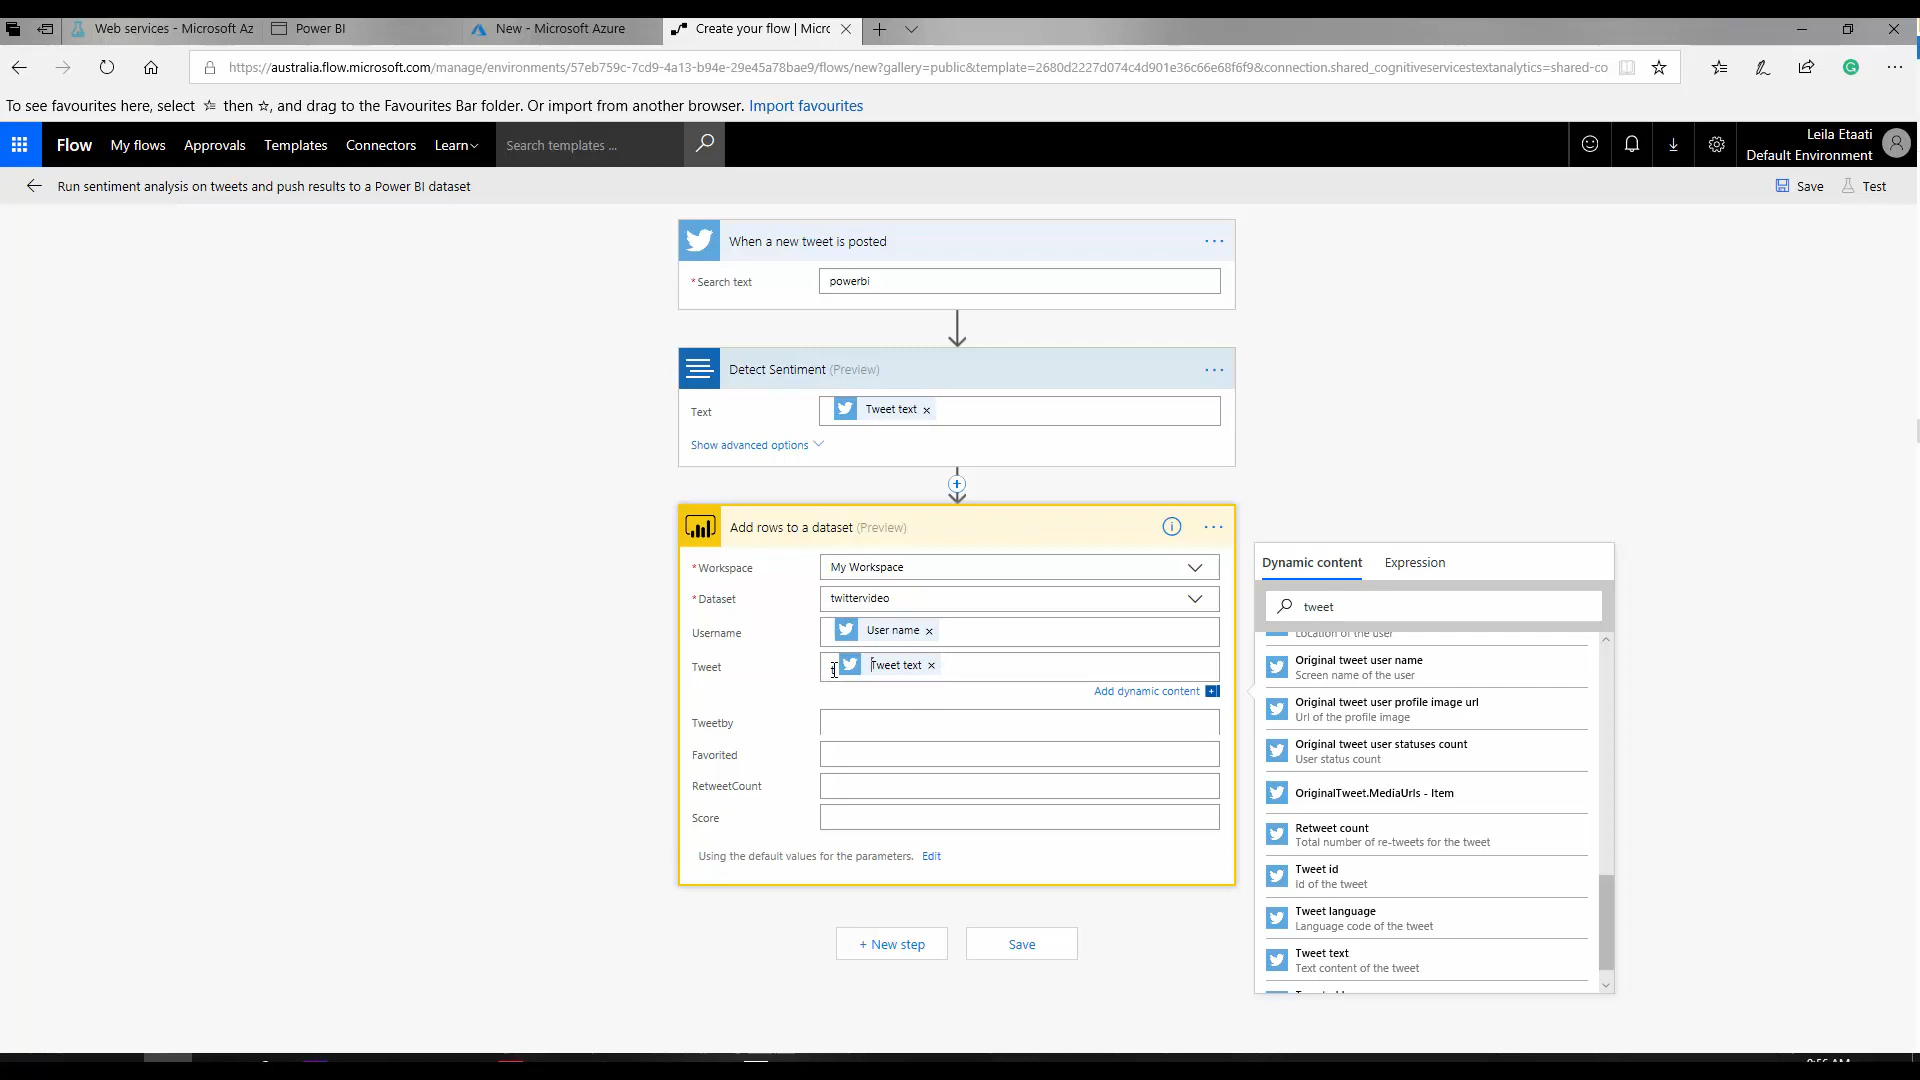 Web services - Microsoft Az
Power BI
New - Microsoft Azure
Create your flow | Micrc
https://australia.flow.microsoft.com/manage/environments/57eb759c-7cd9-4a13-b94e-29e45a78bae9/flows/new?gallery=public&template=2680d2227d074c4d901e36c66e68f6f9&connection.shared_cognitiveservicestextanalytics=shared-co
To see favourites here, select then ☆, and drag to the Favourites Bar folder. Or import from another browser. Import favourites
Flow My flows Approvals Templates Connectors Learn Search templates ...
Leila Etaati
Default Environment
Run sentiment analysis on tweets and push results to a Power BI dataset
Save Test
When a new tweet is posted
* Search text powerbi
Detect Sentiment (Preview)
Text Tweet text ×
Show advanced options
Add rows to a dataset (Preview)
* Workspace My Workspace
* Dataset twittervideo
Username User name ×
Tweet Tweet text ×
Add dynamic content
Tweetby
Favorited
RetweetCount
Score
Using the default values for the parameters. Edit
+ New step Save
Dynamic content Expression
tweet
Location of the user
Original tweet user name
Screen name of the user
Original tweet user profile image url
Url of the profile image
Original tweet user statuses count
User status count
OriginalTweet.MediaUrls - Item
Retweet count
Total number of re-tweets for the tweet
Tweet id
Id of the tweet
Tweet language
Language code of the tweet
Tweet text
Text content of the tweet